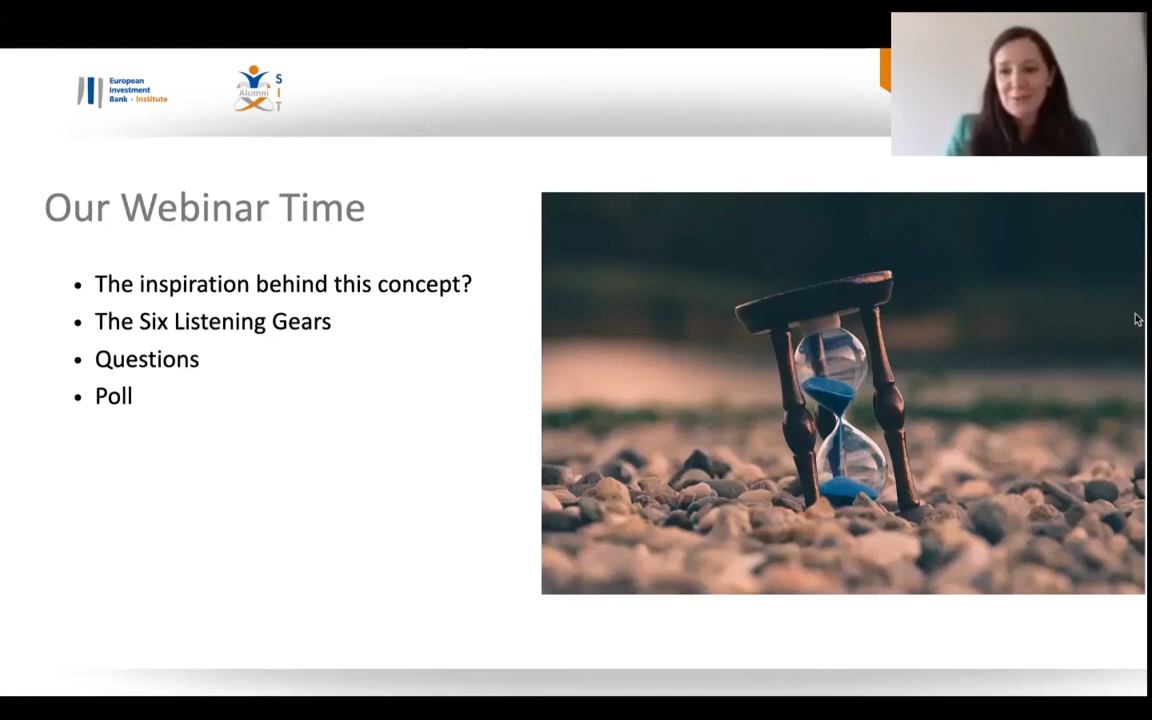 European
Investment
Bank - Institute
Alumni
S
I
T
Our Webinar Time
• The inspiration behind this concept?
• The Six Listening Gears
• Questions
• Poll